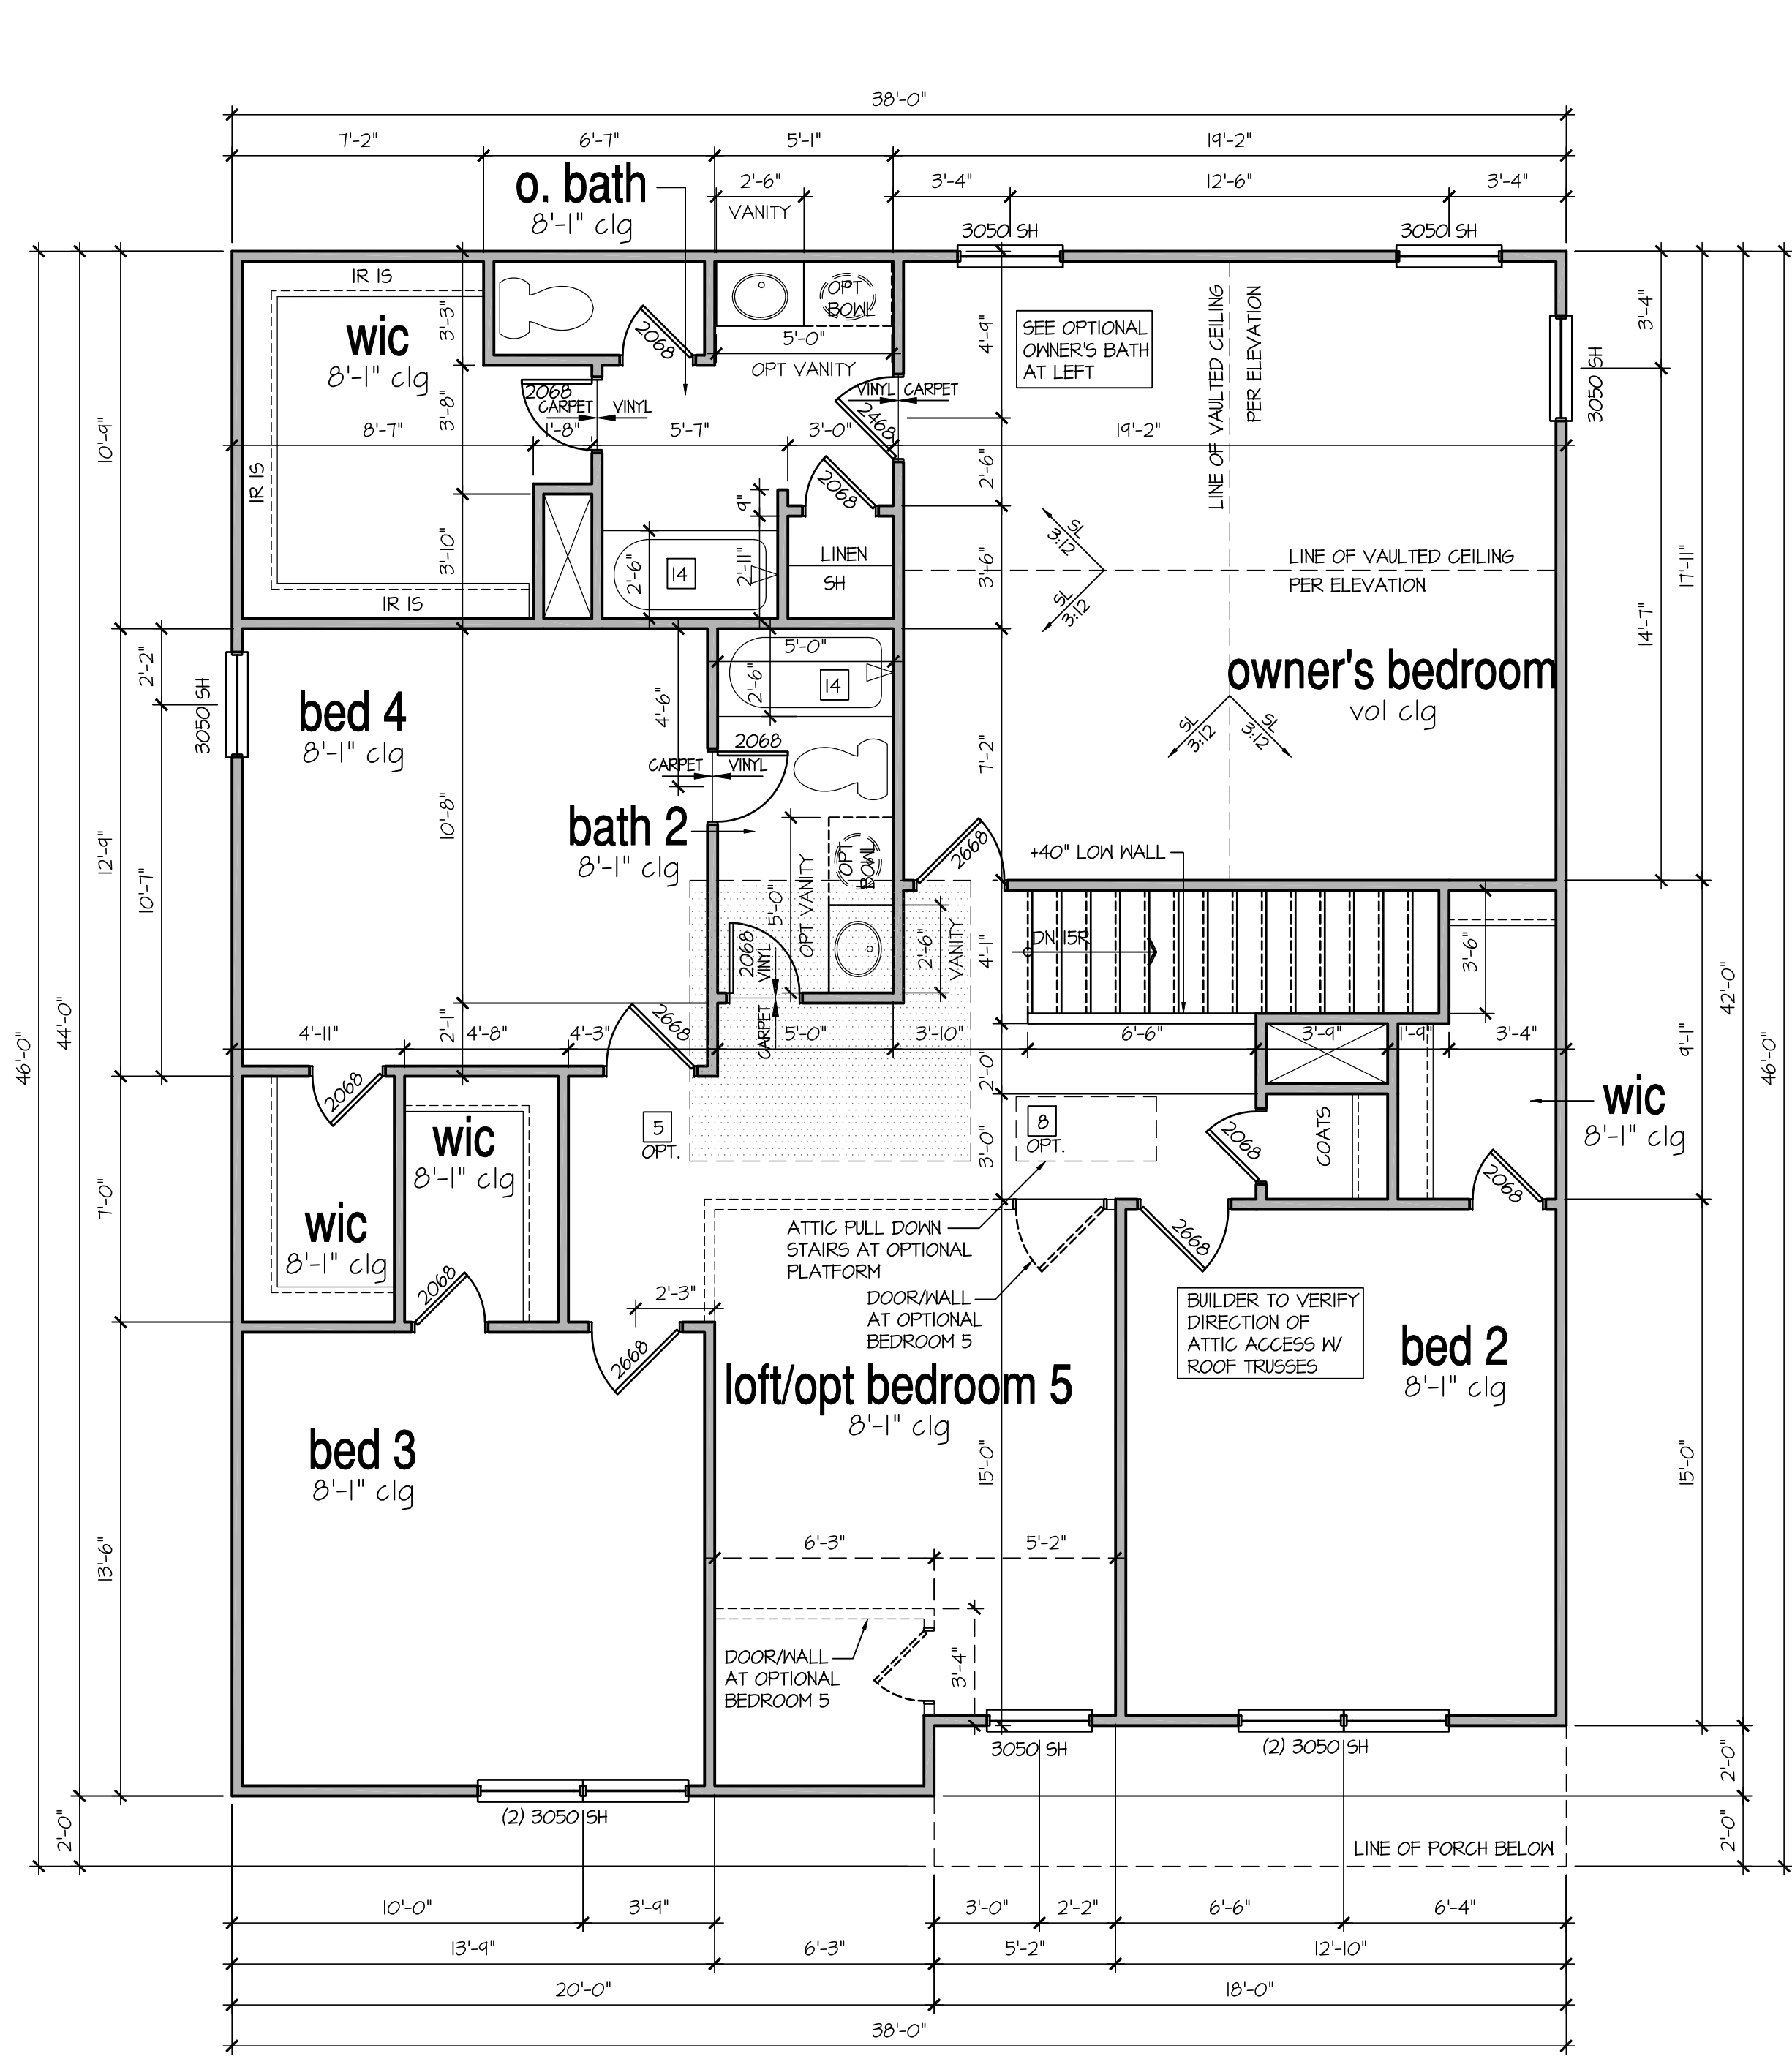 38'-0"
7'-2"
6'-7"
5'-1"
19'-2"
o. bath
8'-1" clg
2'-6"
VANITY
3'-4"
12'-6"
3'-4"
3050 SH
3050 SH
1R 1S
wic
8'-1" clg
3'-3"
2068
OPT
BOWL
5'-0"
OPT VANITY
4'-9"
SEE OPTIONAL
OWNER'S BATH
AT LEFT
LINE OF VAULTED CEILING
PER ELEVATION
3'-4"
3050 SH
2068
CARPET
VINYL
VINYL
CARPET
2468
3'-8"
10'-9"
8'-7"
1'-8"
5'-7"
3'-0"
19'-2"
1R 1S
2'-6"
2068
9"
3'-10"
2'-6"
14
2'-11"
LINEN
SH
3'-6"
SL
3:12
SL
3:12
LINE OF VAULTED CEILING
PER ELEVATION
17'-11"
14'-7"
1R 1S
2'-2"
3050 SH
bed 4
8'-1" clg
4'-6"
5'-0"
2'-6"
14
owner's bedroom
vol clg
SL
3:12
SL
3:12
7'-2"
2068
CARPET
VINYL
10'-8"
12'-9"
10'-7"
bath 2
8'-1" clg
OPT
BOWL
5'-0"
OPT VANITY
2668
+40" LOW WALL
2068
VINYL
CARPET
2'-6"
VANITY
4'-1"
DN 15R
3'-6"
46'-0"
44'-0"
42'-0"
46'-0"
9'-1"
4'-11"
2'-1"
4'-8"
4'-3"
2668
5'-0"
3'-10"
6'-6"
3'-9"
1'-9"
3'-4"
2'-0"
2068
wic
8'-1" clg
5
OPT.
3'-0"
8
OPT.
2068
COATS
wic
8'-1" clg
2068
7'-0"
wic
8'-1" clg
2068
2'-3"
2668
ATTIC PULL DOWN
STAIRS AT OPTIONAL
PLATFORM
DOOR/WALL
AT OPTIONAL
BEDROOM 5
2668
BUILDER TO VERIFY
DIRECTION OF
ATTIC ACCESS W/
ROOF TRUSSES
bed 2
8'-1" clg
loft/opt bedroom 5
8'-1" clg
bed 3
8'-1" clg
15'-0"
15'-0"
13'-6"
6'-3"
5'-2"
DOOR/WALL
AT OPTIONAL
BEDROOM 5
3'-4"
3050 SH
(2) 3050 SH
2'-0"
(2) 3050 SH
2'-0"
LINE OF PORCH BELOW
2'-0"
10'-0"
3'-9"
3'-0"
2'-2"
6'-6"
6'-4"
13'-9"
6'-3"
5'-2"
12'-10"
20'-0"
18'-0"
38'-0"